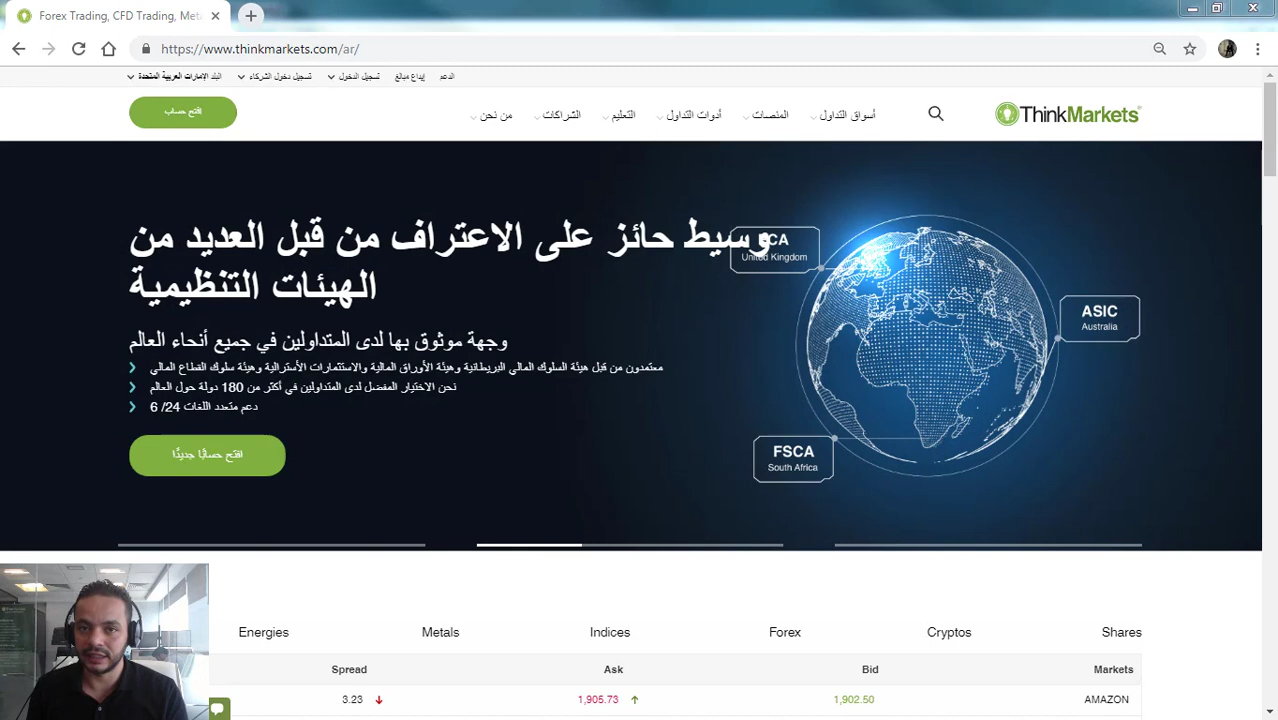 Forex Trading, CFD Trading, Meta
https://www.thinkmarkets.com/ar/
الدعم
إيداع مبالغ
تسجيل الدخول
تسجيل دخول الشركاء
البلد الإمارات العربية المتحدة
ThinkMarkets
أسواق التداول
المنصات
أدوات التداول
التعليم
الشراكات
من نحن
افتح حساب
وسيط حائز على الاعتراف من قبل العديد من
الهيئات التنظيمية
وجهة موثوق بها لدى المتداولين في جميع أنحاء العالم
معتمدون من قبل هيئة السلوك المالي البريطانية وهيئة الأوراق المالية والاستثمارات الأسترالية وهيئة سلوك القطاع المالي
نحن الاختيار المفضل لدى المتداولين في أكثر من 180 دولة حول العالم
دعم متعدد اللغات 24/ 6
افتح حسابًا جديدًا
United Kingdom
ASIC
Australia
FSCA
South Africa
Energies
Metals
Indices
Forex
Cryptos
Shares
Spread
Ask
Bid
Markets
3.23
1,905.73
1,902.50
AMAZON